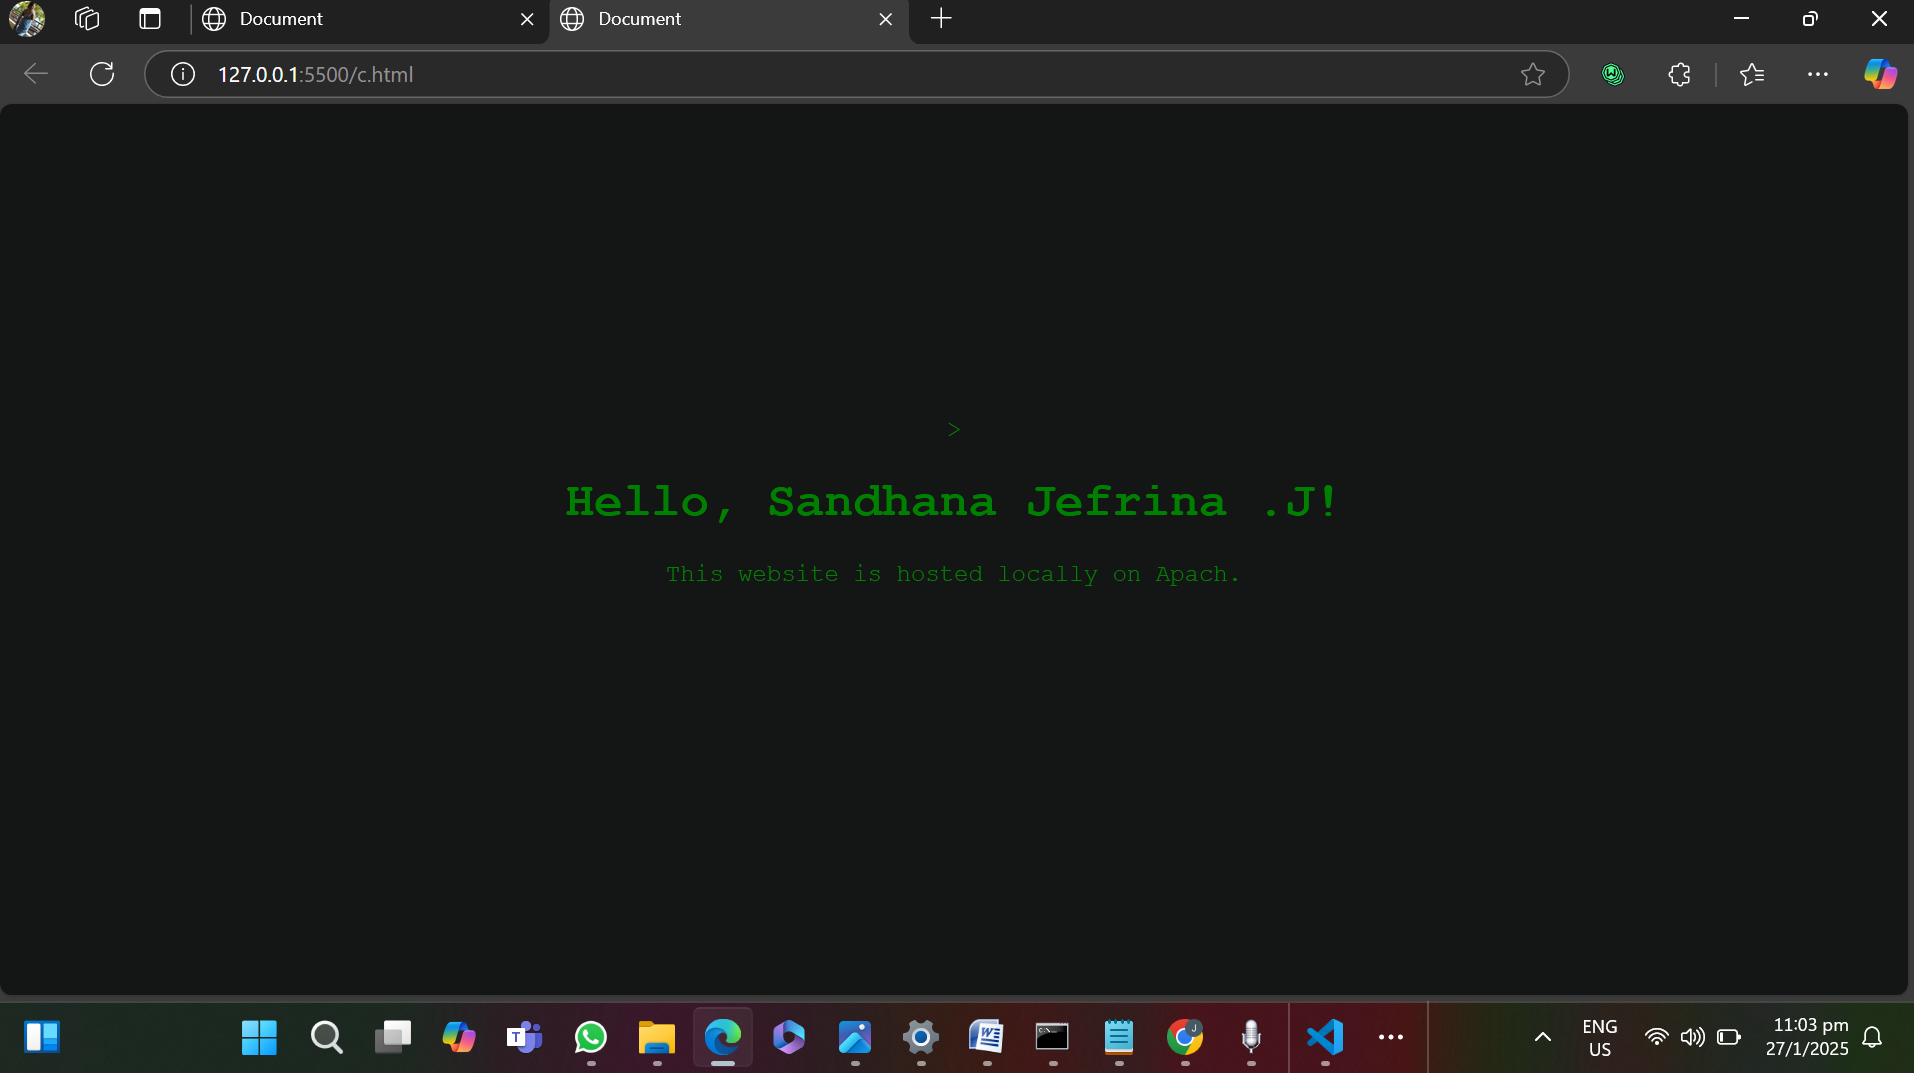 Document
Document
127.0.0.1:5500/c.html
>
Hello, Sandhana Jefrina .J!
This website is hosted locally on Apach.
ENG
US
11:03 pm
27/1/2025